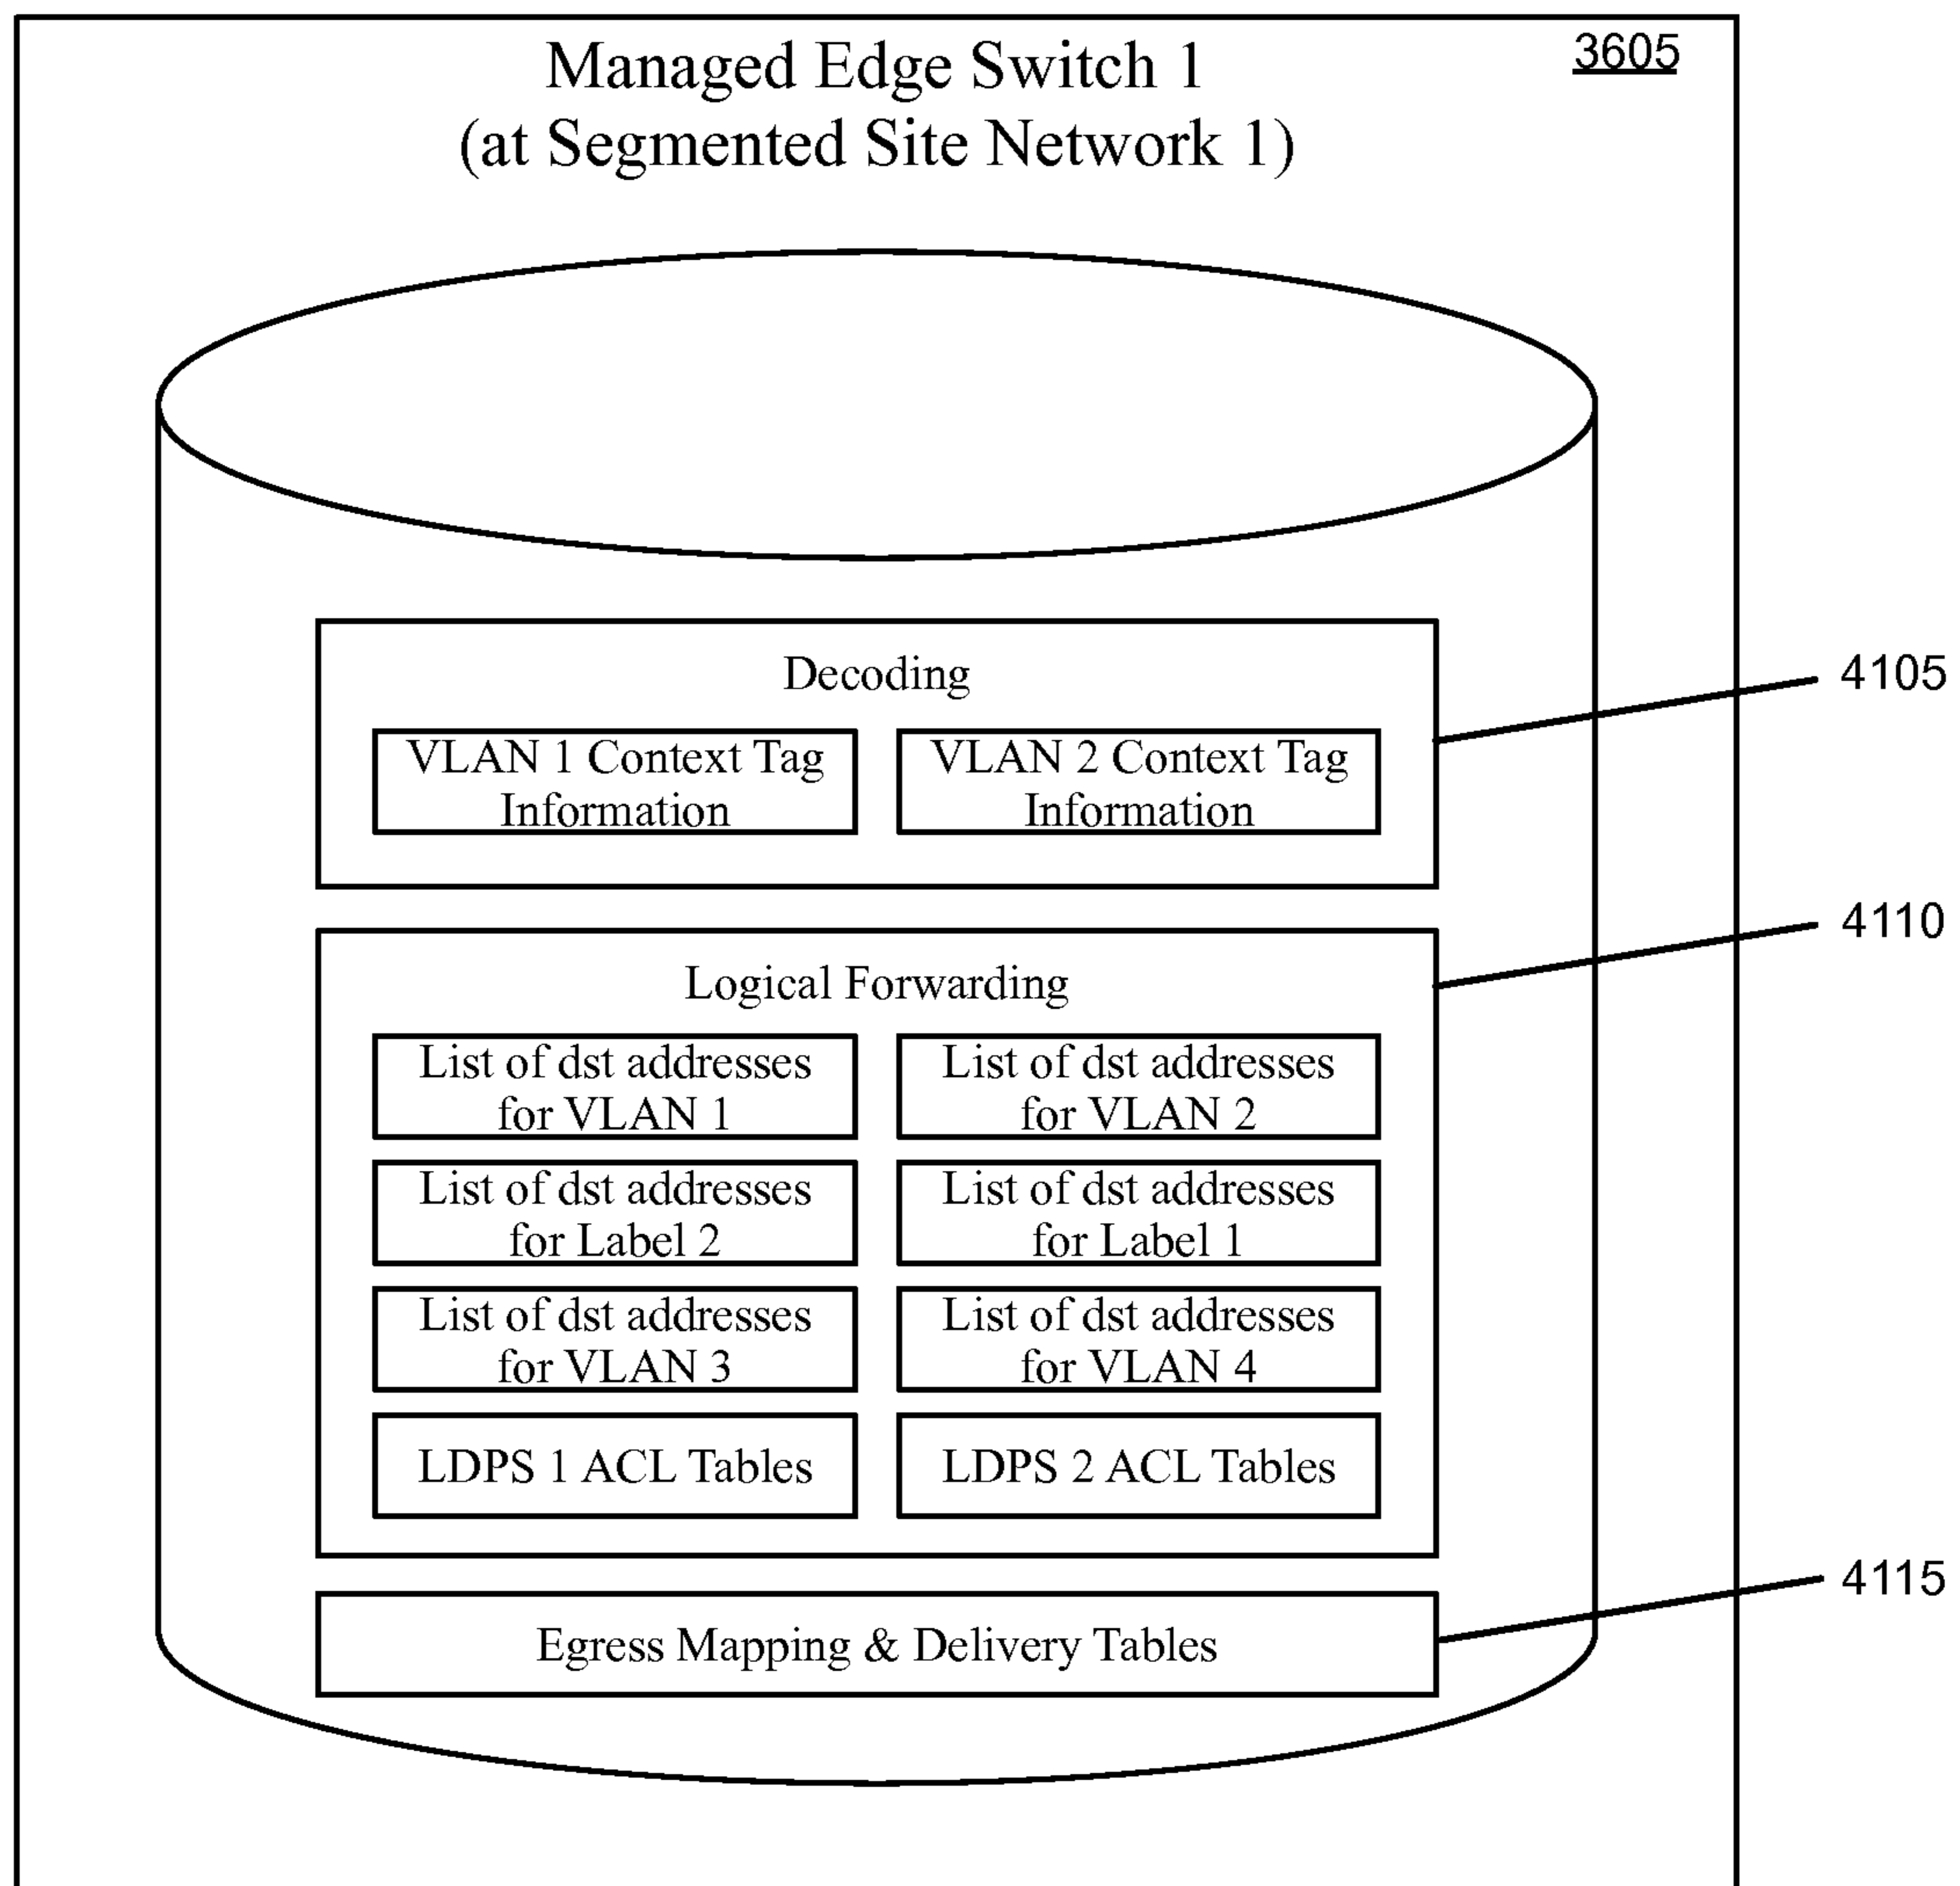 Managed Edge Switch 1
(at Segmented Site Network 1)
3605
Decoding
4105
VLAN 1 Context Tag
Information
VLAN 2 Context Tag
Information
4110
Logical Forwarding
List of dst addresses
for VLAN 1
List of dst addresses
for VLAN 2
List of dst addresses
for Label 2
List of dst addresses
for Label 1
List of dst addresses
for VLAN 3
List of dst addresses
for VLAN 4
LDPS 1 ACL Tables
LDPS 2 ACL Tables
4115
Egress Mapping & Delivery Tables